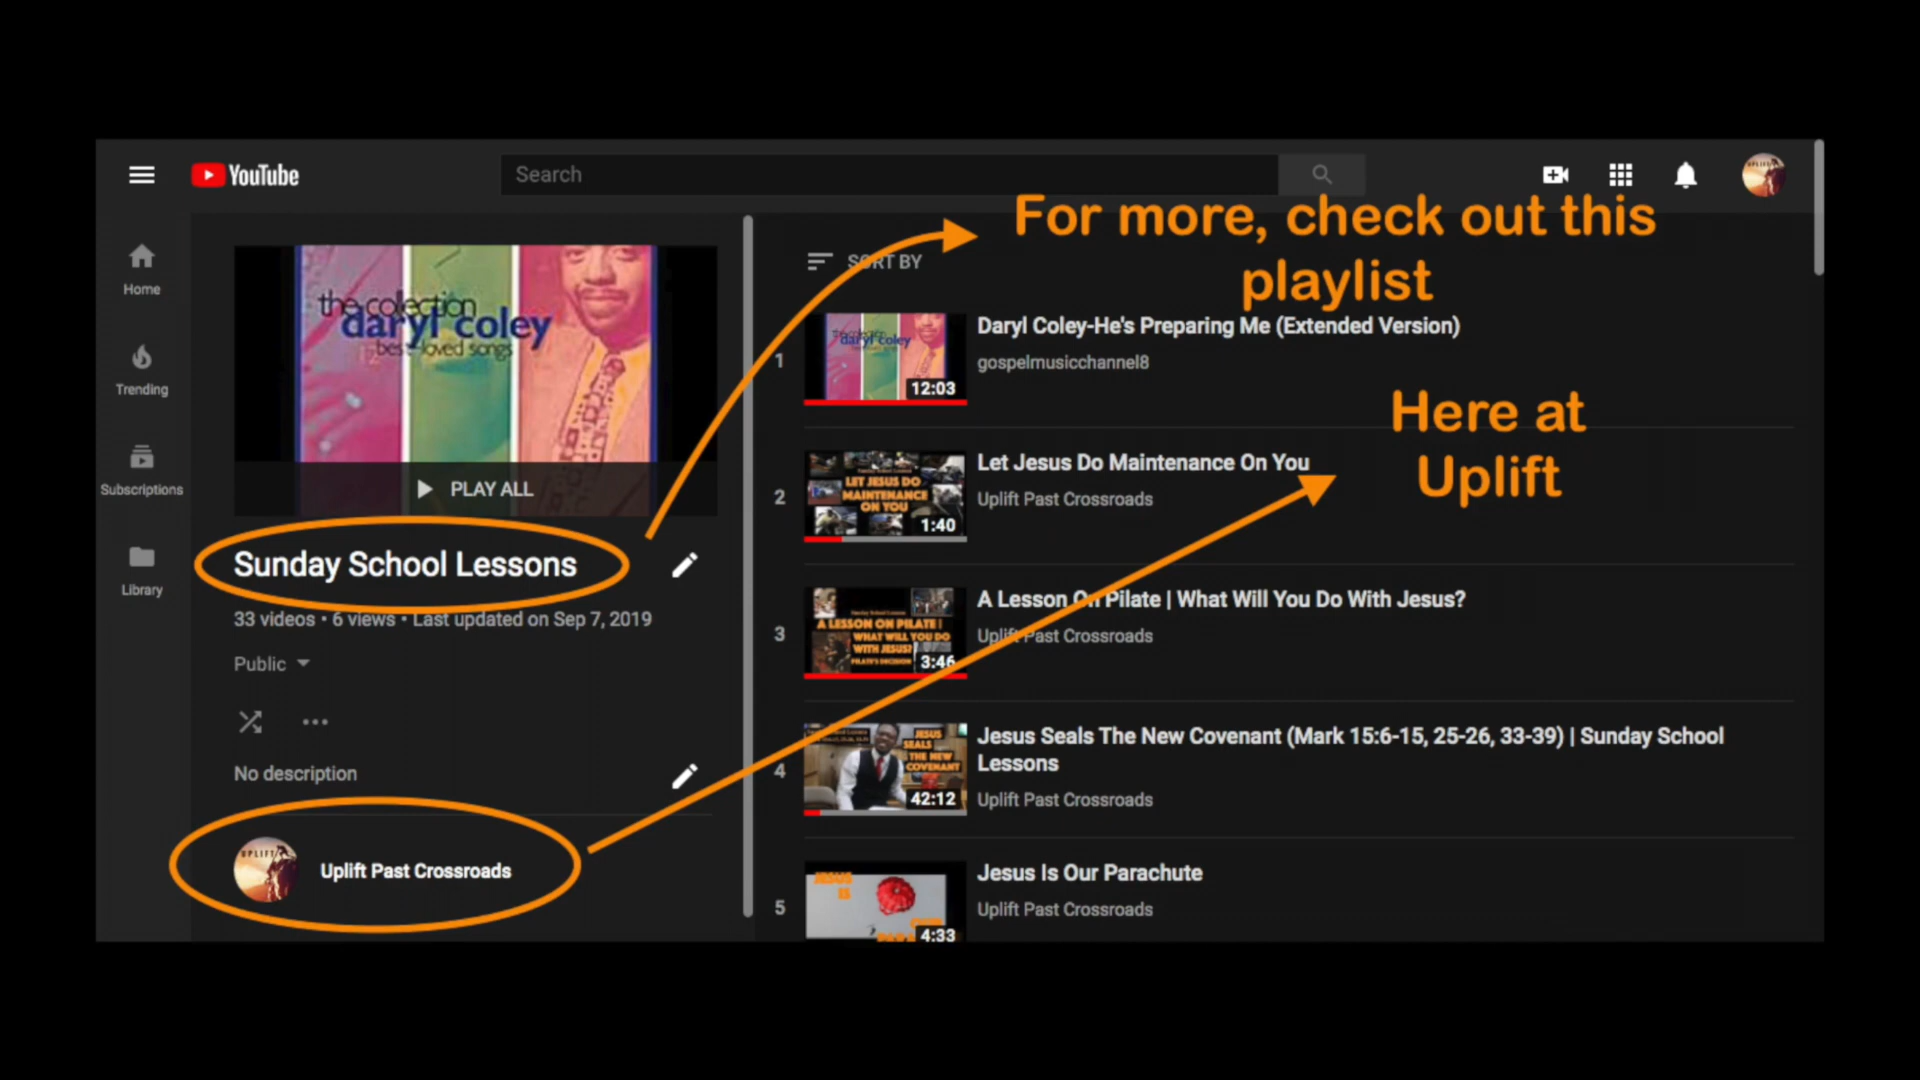 YouTube
Search
For more, check out this
playlist
Home
Trending
Subscriptions
Library
the collection
daryl coley
best loved songs
PLAY ALL
Sunday School Lessons
33 videos • 6 views • Last updated on Sep 7, 2019
Public
No description
UPLIFT
Uplift Past Crossroads
SORT BY
1
daryl coley
12:03
Daryl Coley-He's Preparing Me (Extended Version)
gospelmusicchannel8
Here at
Uplift
2
LET JESUS DO
MAINTENANCE
ON YOU
1:40
Let Jesus Do Maintenance On You
Uplift Past Crossroads
3
A LESSON ON PILATE |
WHAT WILL YOU DO
WITH JESUS?
PILATE'S DECISION
3:46
A Lesson On Pilate | What Will You Do With Jesus?
Uplift Past Crossroads
4
JESUS
SEALS
THE NEW
COVENANT
42:12
Jesus Seals The New Covenant (Mark 15:6-15, 25-26, 33-39) | Sunday School
Lessons
Uplift Past Crossroads
5
JESUS
IS
4:33
Jesus Is Our Parachute
Uplift Past Crossroads